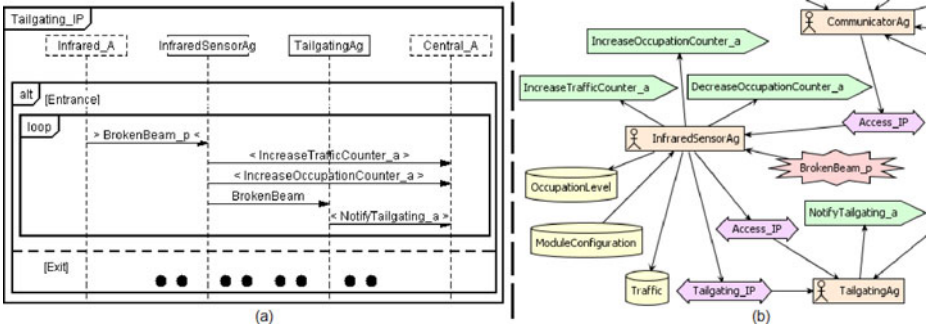 Tailgating_IP
Infrared_A
InfraredSensorAg
TailgatingAg
Central_A
alt
[Entrance]
loop
> BrokenBeam_p <
< IncreaseTrafficCounter_a >
< IncreaseOccupationCounter_a >
BrokenBeam
< NotifyTailgating_a >
[Exit]
(a)
CommunicatorAg
IncreaseOccupationCounter_a
IncreaseTrafficCounter_a
DecreaseOccupationCounter_a
Access_IP
InfraredSensorAg
BrokenBeam_p
OccupationLevel
NotifyTailgating_a
Access_IP
ModuleConfiguration
Traffic
Tailgating_IP
TailgatingAg
(b)